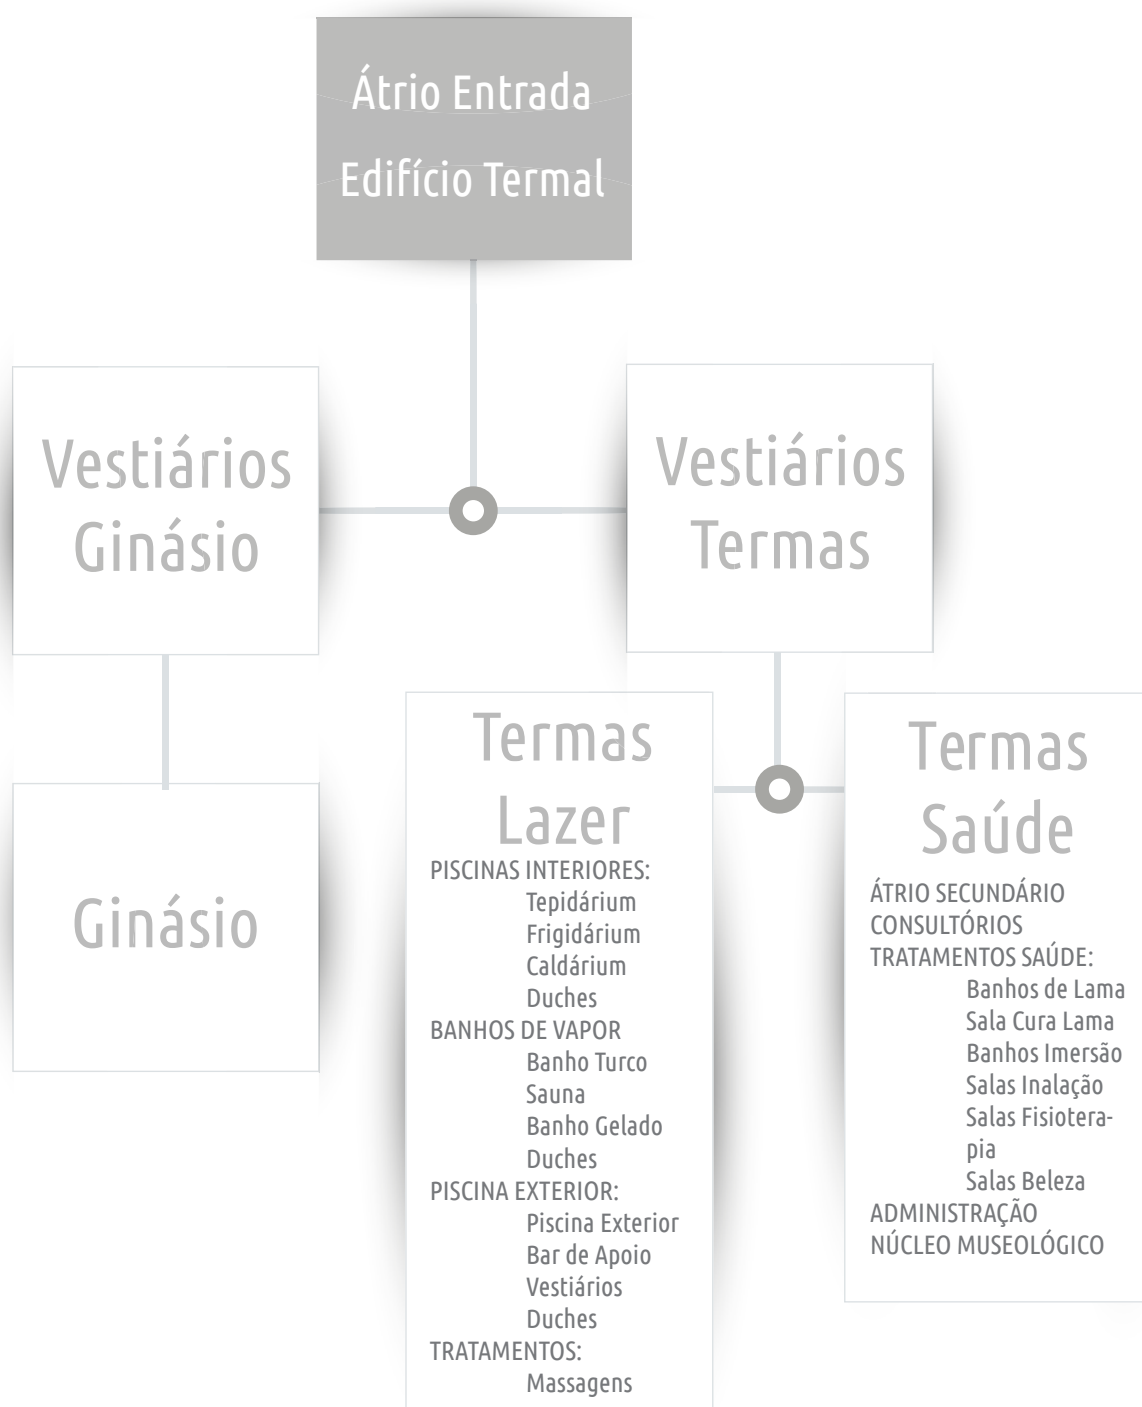 Átrio Entrada
Edifício Termal
Vestiários
Ginásio
Vestiários
Termas
Ginásio
Termas
Lazer
PISCINAS INTERIORES:
Tepidárium
Frigidárium
Caldárium
Duches
BANHOS DE VAPOR
Banho Turco
Sauna
Banho Gelado
Duches
PISCINA EXTERIOR:
Piscina Exterior
Bar de Apoio
Vestiários
Duches
TRATAMENTOS:
Massagens
Termas
Saúde
ÁTRIO SECUNDÁRIO
CONSULTÓRIOS
TRATAMENTOS SAÚDE:
Banhos de Lama
Sala Cura Lama
Banhos Imersão
Salas Inalação
Salas Fisiotera-
pia
Salas Beleza
ADMINISTRAÇÃO
NÚCLEO MUSEOLÓGICO